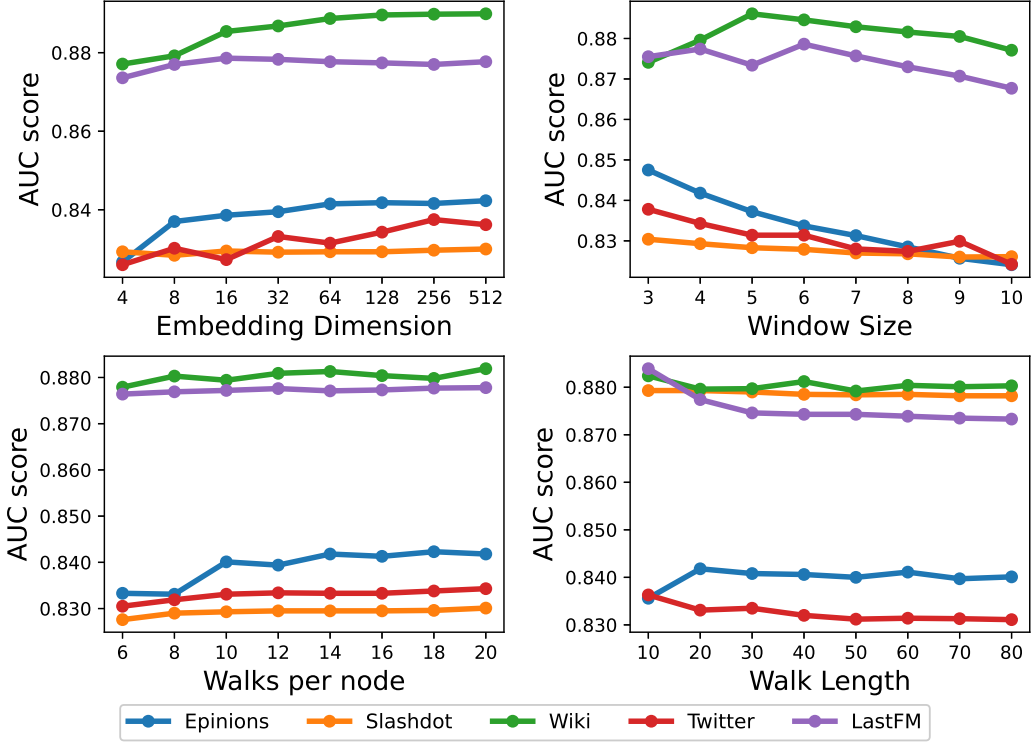 AUC score
0.88
0.86
0.84
4 8 16 32 64 128 256 512
Embedding Dimension
AUC score
0.88
0.87
0.86
0.85
0.84
0.83
3 4 5 6 7 8 9 10
Window Size
AUC score
0.880
0.870
0.860
0.850
0.840
0.830
6 8 10 12 14 16 18 20
Walks per node
AUC score
0.880
0.870
0.860
0.850
0.840
0.830
10 20 30 40 50 60 70 80
Walk Length
Epinions Slashdot Wiki Twitter LastFM